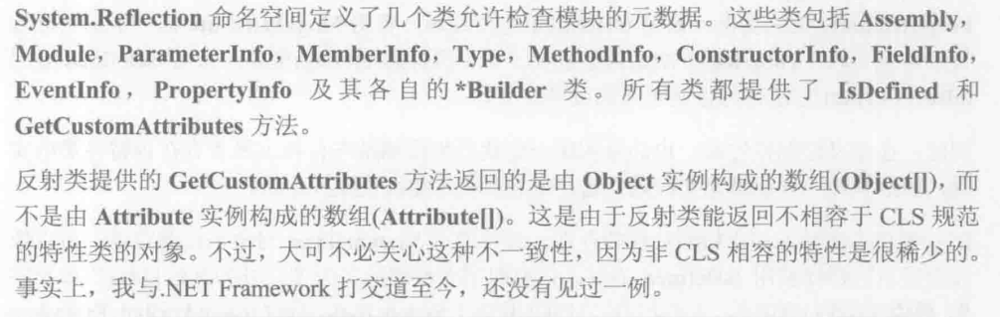 System.Reflection 命名空间定义了几个类允许检查模块的元数据。这些类包括 Assembly，
Module，ParameterInfo，MemberInfo，Type，MethodInfo，ConstructorInfo，FieldInfo，
EventInfo，PropertyInfo 及其各自的*Builder 类。所有类都提供了 IsDefined 和
GetCustomAttributes 方法。
反射类提供的 GetCustomAttributes 方法返回的是由 Object 实例构成的数组(Object[])，而
不是由 Attribute 实例构成的数组(Attribute[])。这是由于反射类能返回不相容于 CLS 规范
的特性类的对象。不过，大可不必关心这种不一致性，因为非 CLS 相容的特性是很稀少的。
事实上，我与.NET Framework 打交道至今，还没有见过一例。